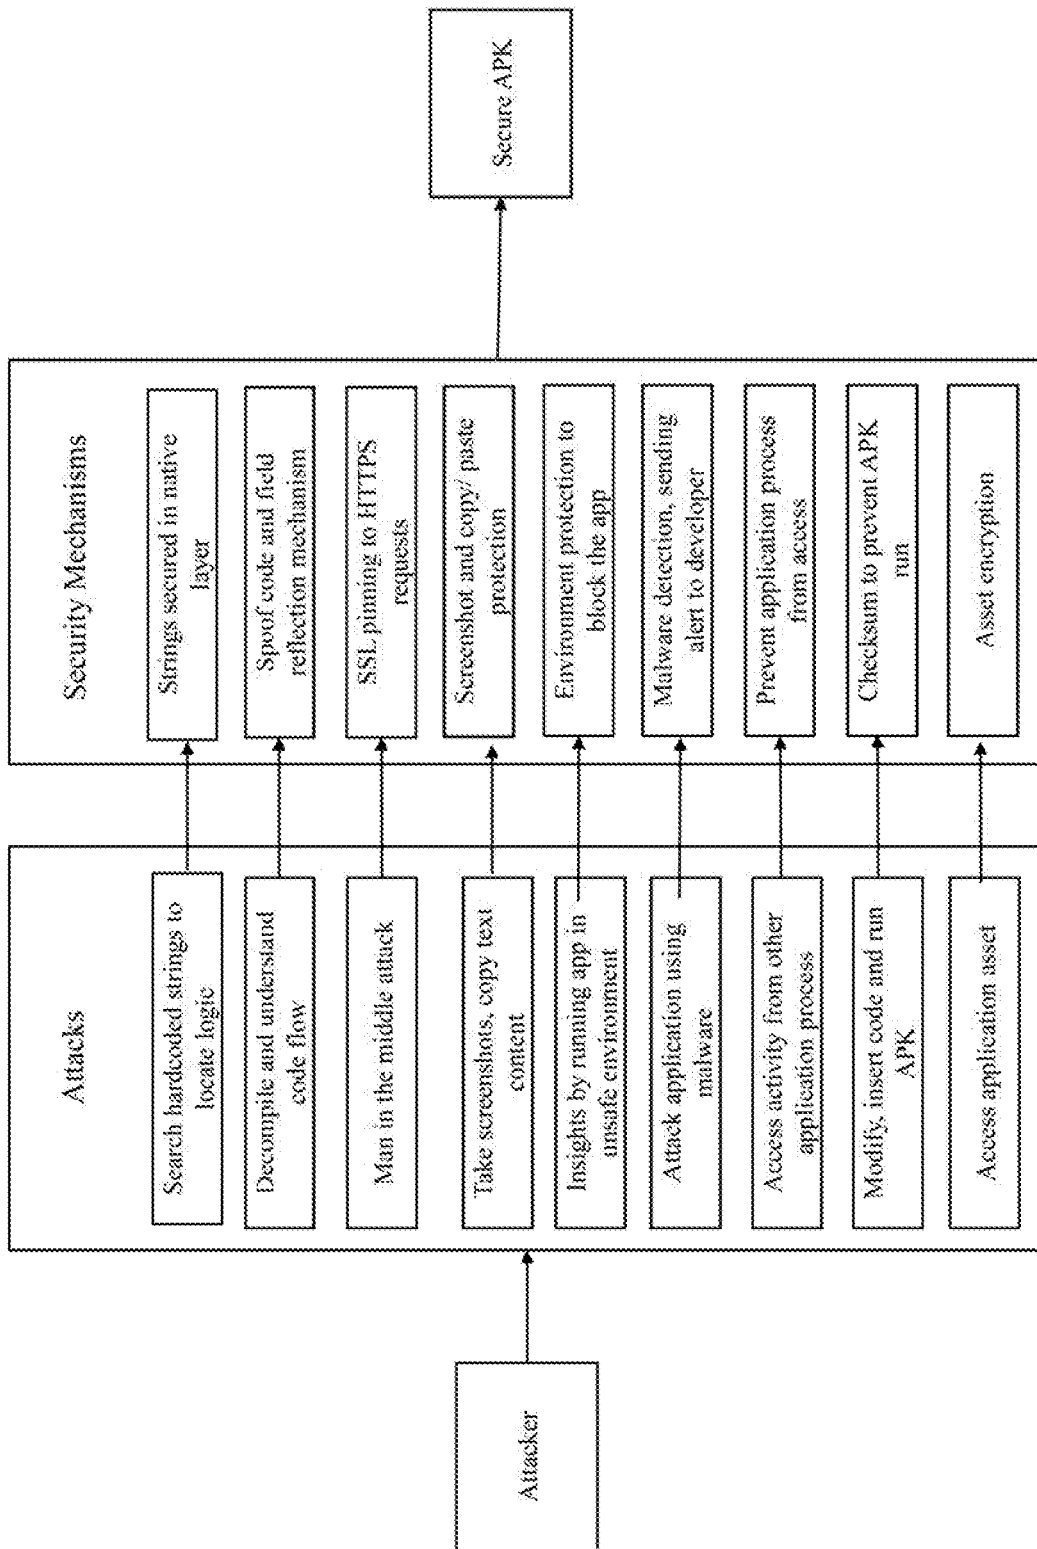 Attacker
Attacks
Search hardcoded strings to
locate logic
Decompile and understand
code flow
Man in the middle attack
Take screenshots, copy text
content
Insights by running app in
unsafe environment
Attack application using
malware
Access activity from other
application process
Modify, insert code and run
APK
Access application asset
Security Mechanisms
Strings secured in native
layer
Spoof code and field
reflection mechanism
SSL pinning to HTTPS
requests
Screenshot and copy/ paste
protection
Environment protection to
block the app
Malware detection, sending
alert to developer
Prevent application process
from access
Checksum to prevent APK
run
Asset encryption
Secure APK